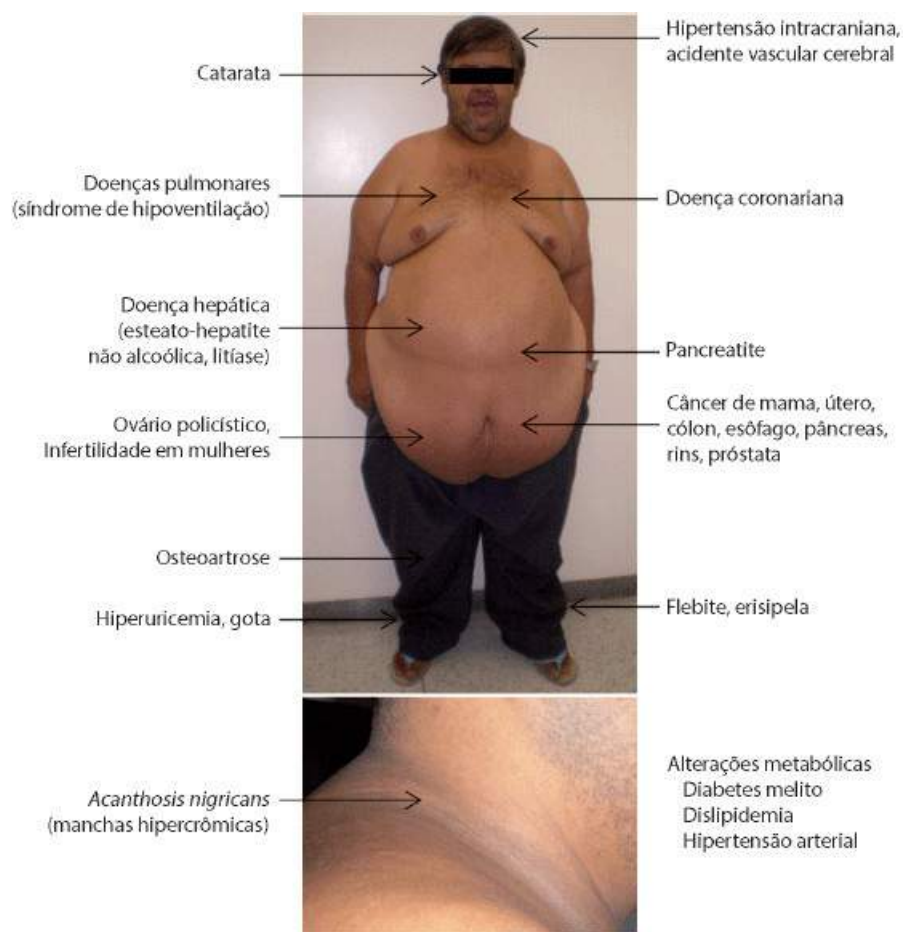 Hipertensão intracraniana,
acidente vascular cerebral
Catarata
Doenças pulmonares
(síndrome de hipoventilação)
Doença coronariana
Doença hepática
(esteato-hepatite
não alcoólica, litíase)
Pancreatite
Ovário policístico,
Infertilidade em mulheres
Câncer de mama, útero,
cólon, esôfago, pâncreas,
rins, próstata
Osteoartrose
Hiperuricemia, gota
Flebite, erisipela
Acanthosis nigricans
(manchas hipercrômicas)
Alterações metabólicas
Diabetes melito
Dislipidemia
Hipertensão arterial